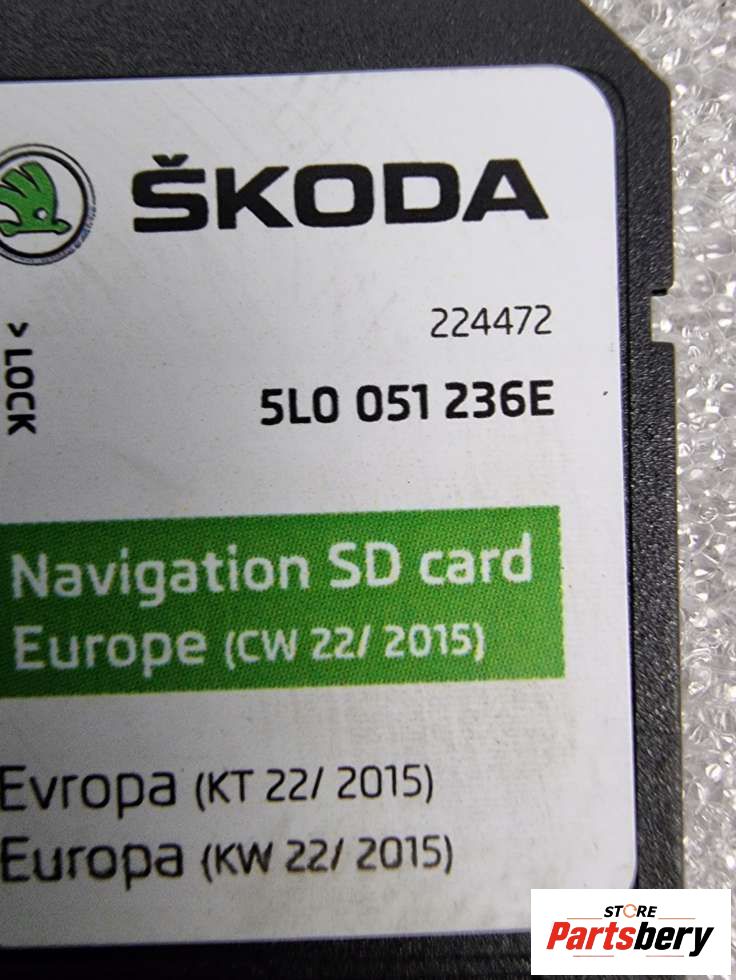 ŠKODA
224472
> LOCK
5L0 051 236E
Navigation SD card
Europe (CW 22/ 2015)
Evropa (KT 22/ 2015)
Europa (KW 22/ 2015)
STORE
Partsbery